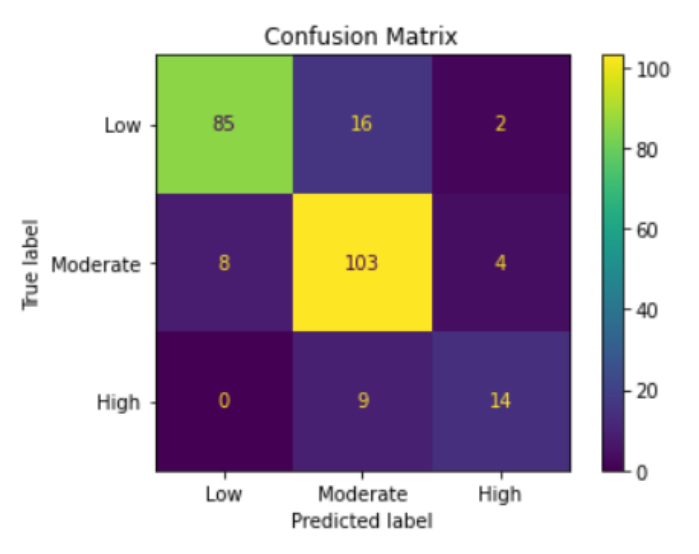 Confusion Matrix
Low 85 16 2
Moderate 8 103 4
High 0 9 14
Low Moderate High
Predicted label
True label
100
80
60
40
20
0